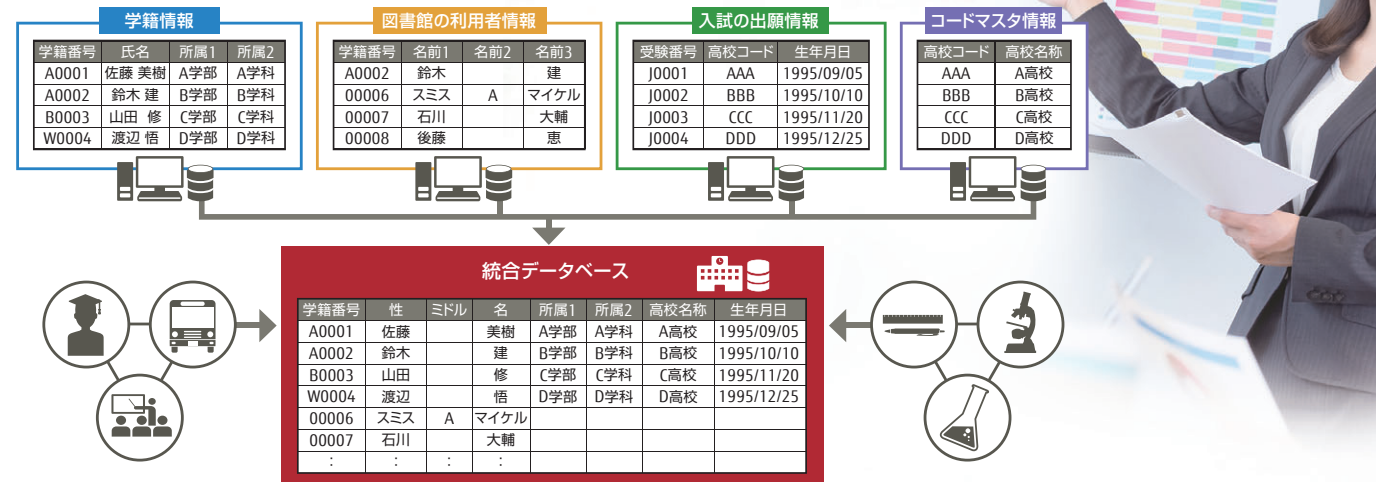 学籍情報
学籍番号 氏名 所属1 所属2
A0001 佐藤 美樹 A学部 A学科
A0002 鈴木 建 B学部 B学科
B0003 山田 修 C学部 C学科
W0004 渡辺 悟 D学部 D学科
図書館の利用者情報
学籍番号 名前1 名前2 名前3
A0002 鈴木 建
00006 スミス A マイケル
00007 石川 大輔
00008 後藤 恵
入試の出願情報
受験番号 高校コード 生年月日
J0001 AAA 1995/09/05
J0002 BBB 1995/10/10
J0003 CCC 1995/11/20
J0004 DDD 1995/12/25
コードマスタ情報
高校コード 高校名称
AAA A高校
BBB B高校
CCC C高校
DDD D高校
統合データベース
学籍番号 性 ミドル 名 所属1 所属2 高校名称 生年月日
A0001 佐藤 美樹 A学部 A学科 A高校 1995/09/05
A0002 鈴木 建 B学部 B学科 B高校 1995/10/10
B0003 山田 修 C学部 C学科 C高校 1995/11/20
W0004 渡辺 悟 D学部 D学科 D高校 1995/12/25
00006 スミス A マイケル
00007 石川 大輔
: : : :